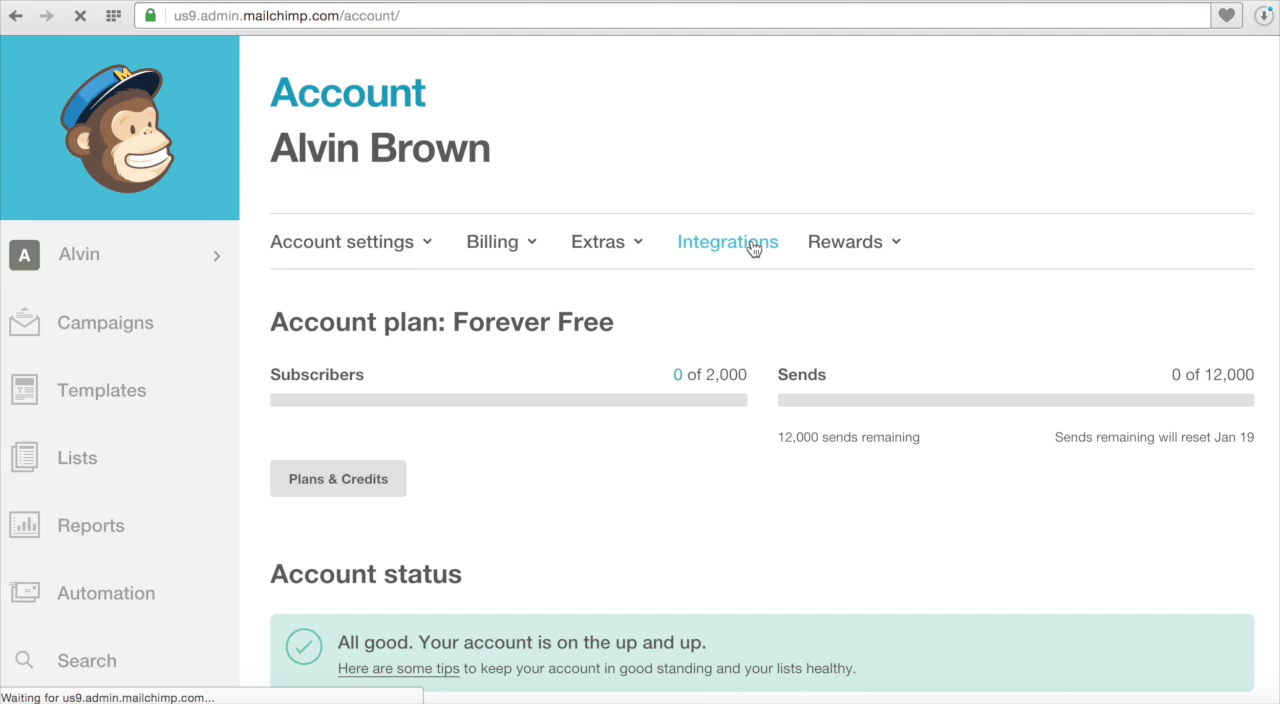 us9.admin.mailchimp.com/account/
M
Account
Alvin Brown
Account settings Billing Extras Integrations Rewards
A Alvin
Campaigns
Templates
Lists
Reports
Automation
Search
Account plan: Forever Free
Subscribers 0 of 2,000
Sends 0 of 12,000
12,000 sends remaining Sends remaining will reset Jan 19
Plans & Credits
Account status
All good. Your account is on the up and up.
Here are some tips to keep your account in good standing and your lists healthy.
Waiting for us9.admin.mailchimp.com...